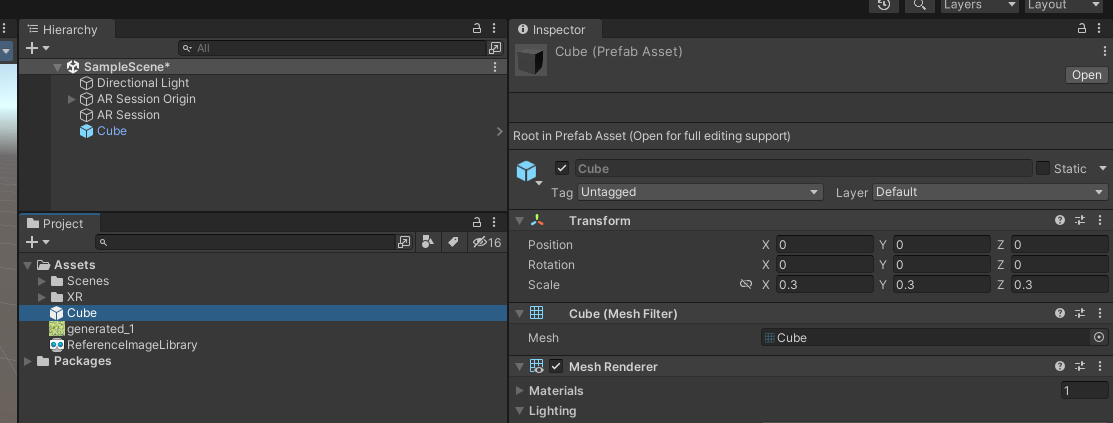 Layers
Layout
Hierarchy
All
SampleScene*
Directional Light
AR Session Origin
AR Session
Cube
Project
16
Assets
Scenes
XR
Cube
generated_1
ReferenceImageLibrary
Packages
Inspector
Cube (Prefab Asset)
Open
Root in Prefab Asset (Open for full editing support)
Cube
Static
Tag Untagged Layer Default
Transform
Position X 0 Y 0 Z 0
Rotation X 0 Y 0 Z 0
Scale X 0.3 Y 0.3 Z 0.3
Cube (Mesh Filter)
Mesh Cube
Mesh Renderer
Materials 1
Lighting